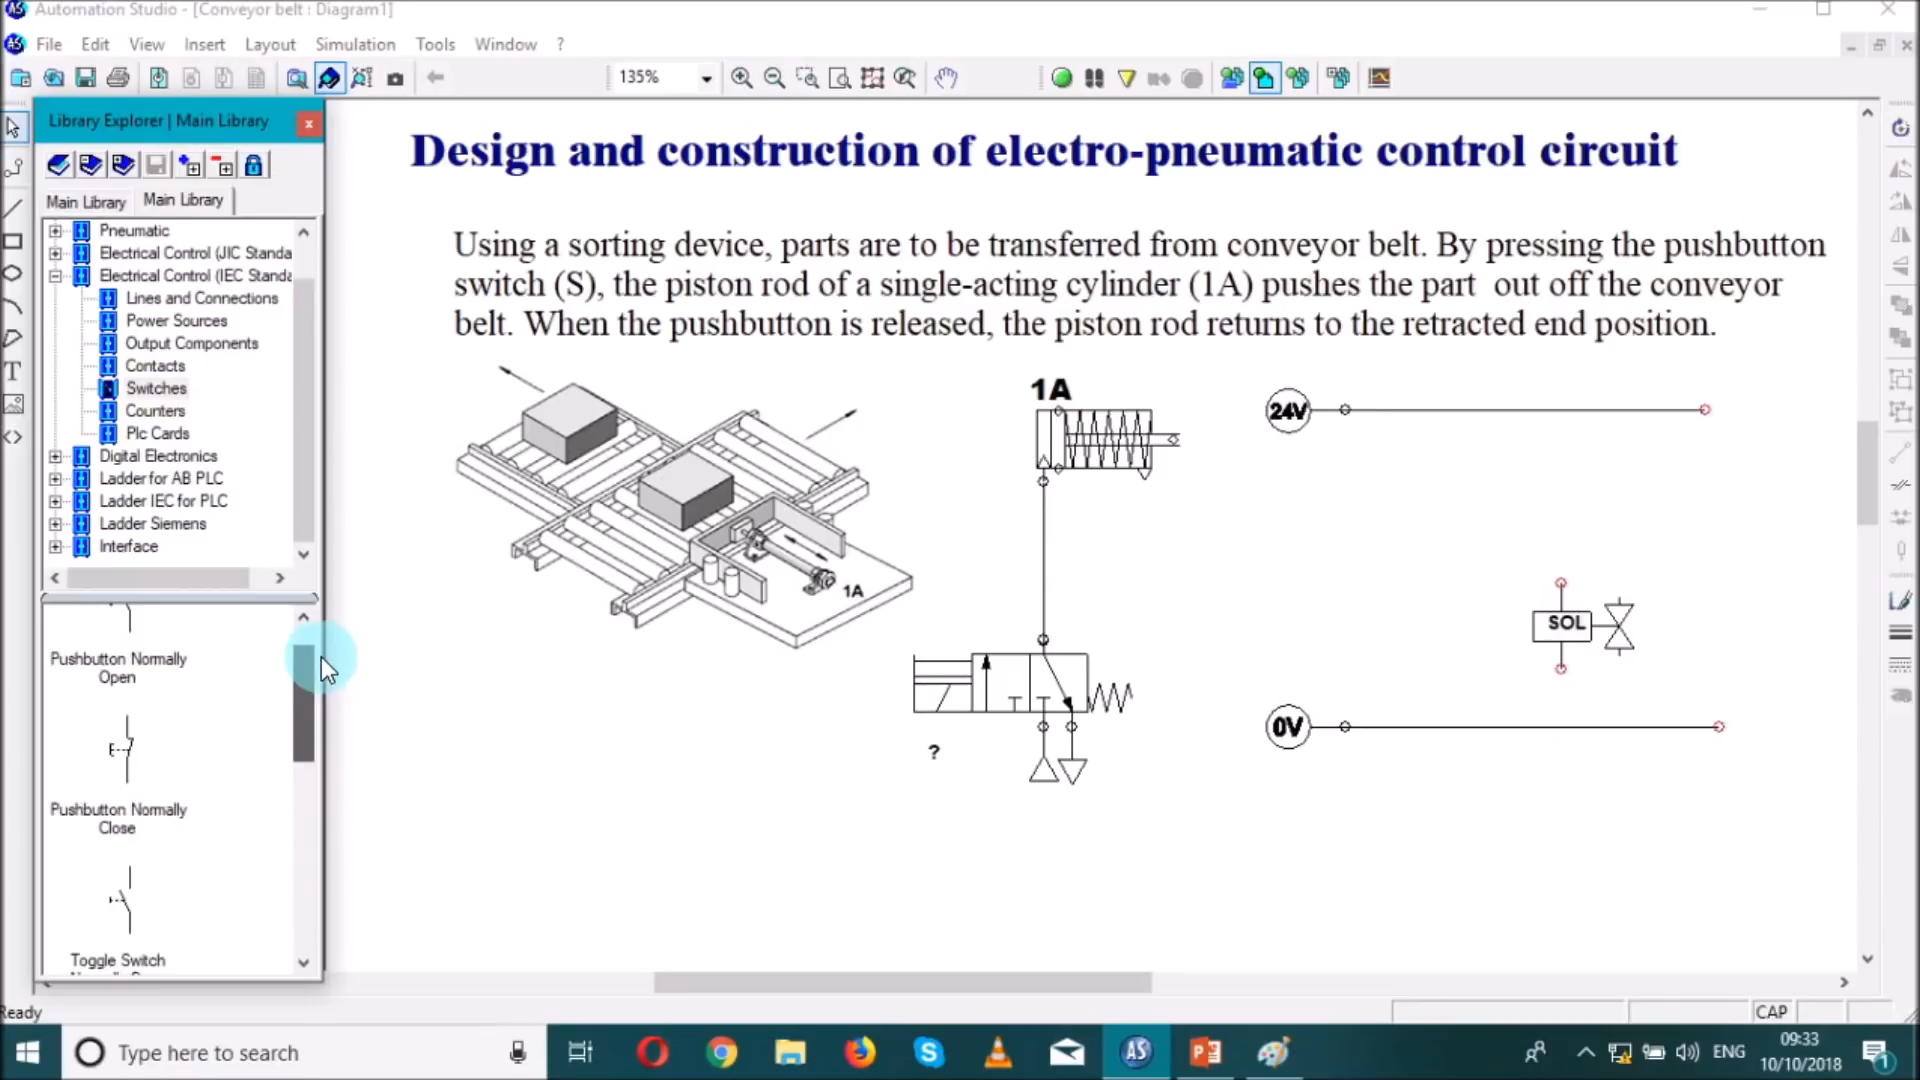 Automation Studio - [Conveyor belt : Diagram1]
File Edit View Insert Layout Simulation Tools Window ?
135%
Library Explorer | Main Library
Main Library Main Library
Pneumatic
Electrical Control (JIC Standa
Electrical Control (IEC Standa
Lines and Connections
Power Sources
Output Components
Contacts
Switches
Counters
Plc Cards
Digital Electronics
Ladder for AB PLC
Ladder IEC for PLC
Ladder Siemens
Interface
Pushbutton Normally
Open
Pushbutton Normally
Close
Toggle Switch
Design and construction of electro-pneumatic control circuit
Using a sorting device, parts are to be transferred from conveyor belt. By pressing the pushbutton
switch (S), the piston rod of a single-acting cylinder (1A) pushes the part out off the conveyor
belt. When the pushbutton is released, the piston rod returns to the retracted end position.
1A
1A
?
24V
SOL
0V
Ready
CAP
Type here to search
ENG
09:33
10/10/2018
1